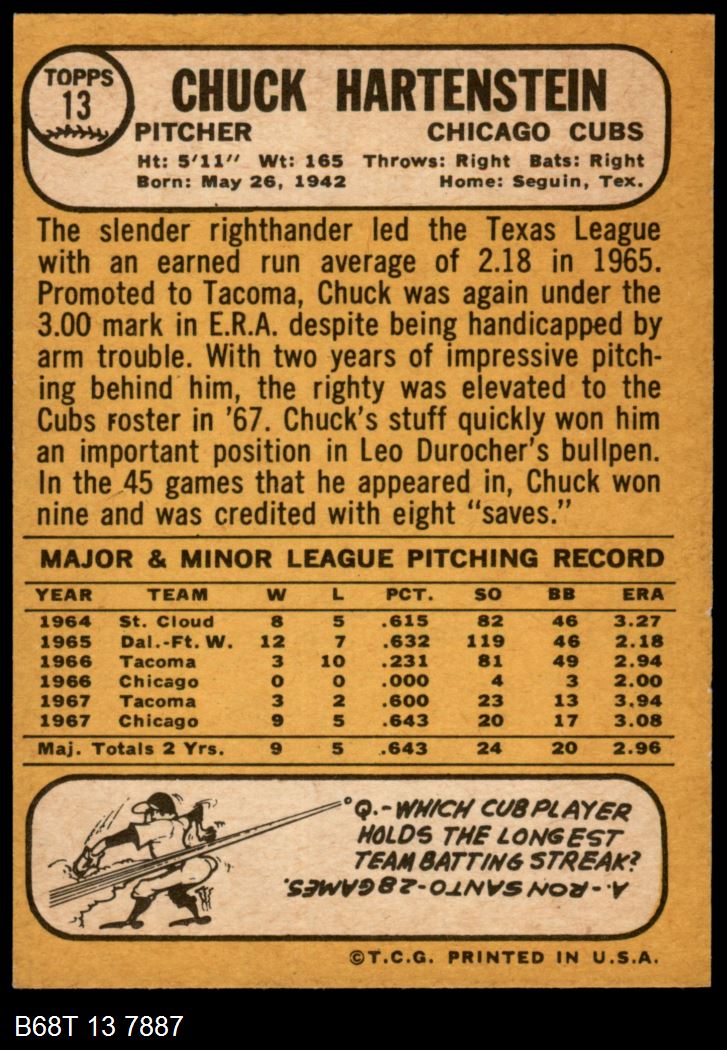 TOPPS
13
CHUCK HARTENSTEIN
PITCHER CHICAGO CUBS
Ht: 5'11" Wt: 165 Throws: Right Bats: Right
Born: May 26, 1942 Home: Seguin, Tex.
The slender righthander led the Texas League
with an earned run average of 2.18 in 1965.
Promoted to Tacoma, Chuck was again under the
3.00 mark in E.R.A. despite being handicapped by
arm trouble. With two years of impressive pitch-
ing behind him, the righty was elevated to the
Cubs Foster in '67. Chuck's stuff quickly won him
an important position in Leo Durocher's bullpen.
In the 45 games that he appeared in, Chuck won
nine and was credited with eight "saves."
MAJOR & MINOR LEAGUE PITCHING RECORD
YEAR TEAM W L PCT. SO BB ERA
1964 St. Cloud 8 5 .615 82 46 3.27
1965 Dal.-Ft. W. 12 7 .632 119 46 2.18
1966 Tacoma 3 10 .231 81 49 2.94
1966 Chicago 0 0 .000 4 3 2.00
1967 Tacoma 3 2 .600 23 13 3.94
1967 Chicago 9 5 .643 20 17 3.08
Maj. Totals 2 Yrs. 9 5 .643 24 20 2.96
Q.-WHICH CUB PLAYER
HOLDS THE LONGEST
TEAM BATTING STREAK?
A.-RON SANTO-28 GAMES.
©T.C.G. PRINTED IN U.S.A.
B68T 13 7887